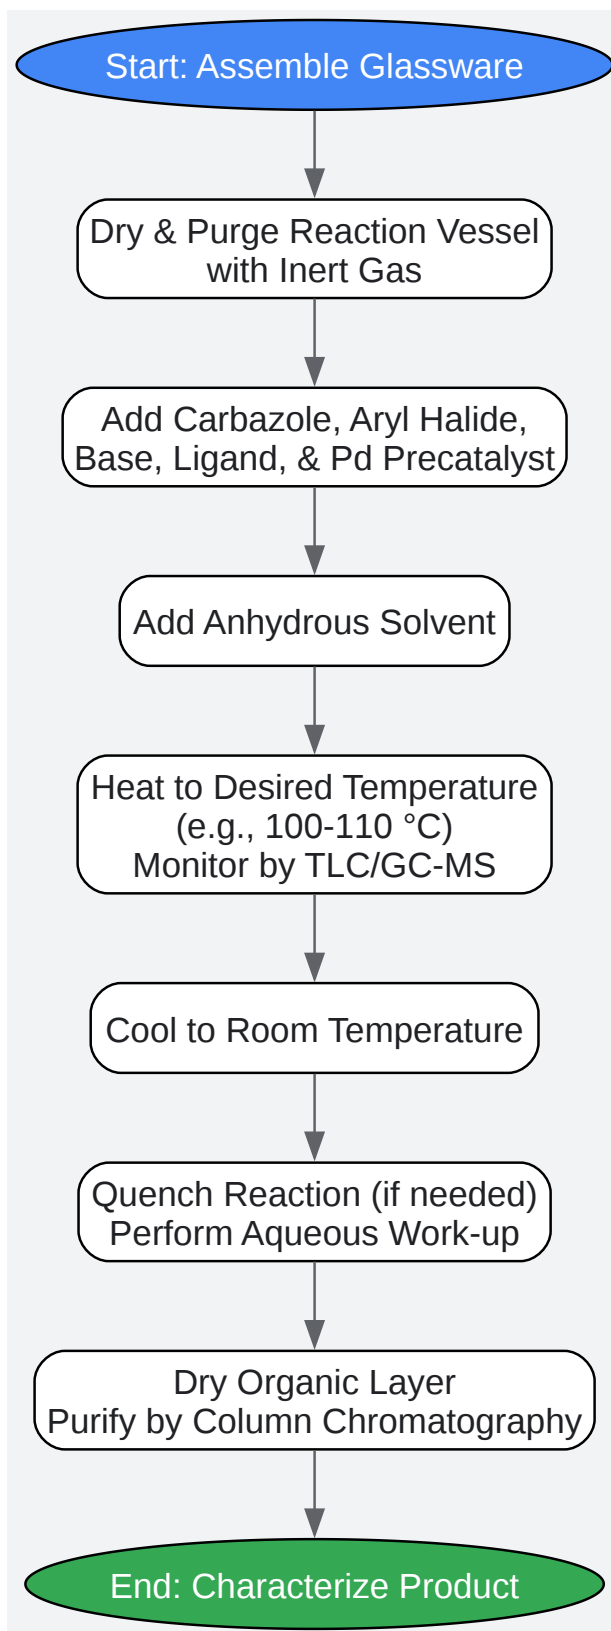 Start: Assemble Glassware
Dry & Purge Reaction Vessel
with Inert Gas
Add Carbazole, Aryl Halide,
Base, Ligand, & Pd Precatalyst
Add Anhydrous Solvent
Heat to Desired Temperature
(e.g., 100-110 °C)
Monitor by TLC/GC-MS
Cool to Room Temperature
Quench Reaction (if needed)
Perform Aqueous Work-up
Dry Organic Layer
Purify by Column Chromatography
End: Characterize Product